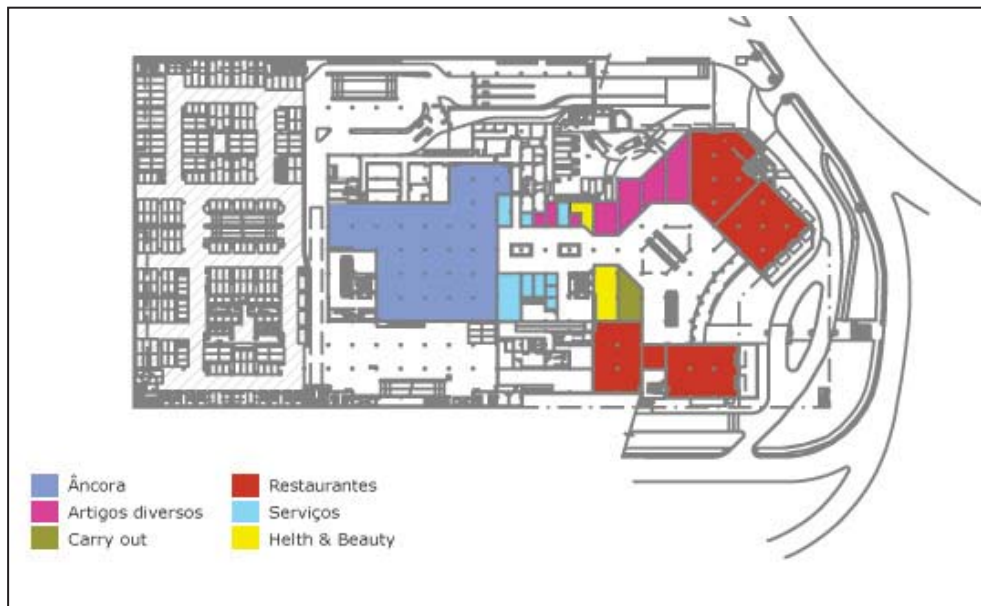 Âncora
Artigos diversos
Carry out
Restaurantes
Serviços
Helth & Beauty